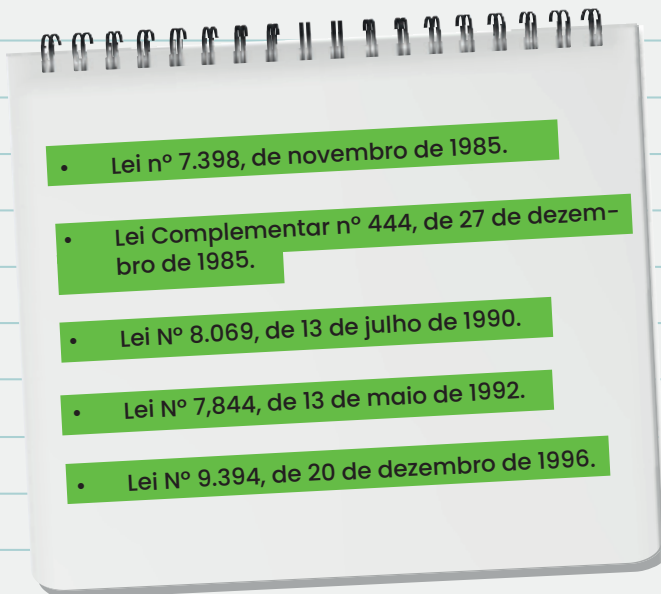 • Lei nº 7.398, de novembro de 1985.
• Lei Complementar nº 444, de 27 de dezem-
bro de 1985.
• Lei Nº 8.069, de 13 de julho de 1990.
• Lei Nº 7,844, de 13 de maio de 1992.
• Lei Nº 9.394, de 20 de dezembro de 1996.